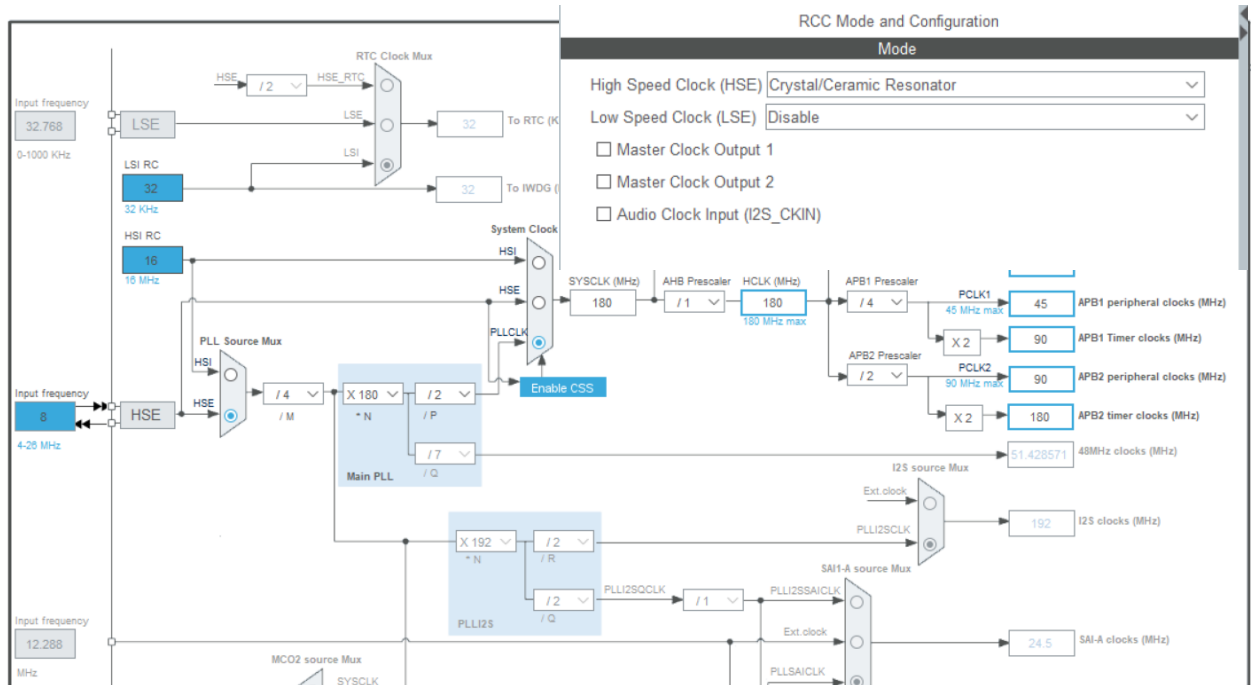 RCC Mode and Configuration
Mode
High Speed Clock (HSE) Crystal/Ceramic Resonator
Low Speed Clock (LSE) Disable
Master Clock Output 1
Master Clock Output 2
Audio Clock Input (I2S_CKIN)
RTC Clock Mux
HSE
/ 2
HSE_RTC
Input frequency
32.768
0-1000 KHz
LSE
LSE
32
To RTC (K
LSI
LSI RC
32
32 KHz
32
To IWDG (
HSI RC
16
16 MHz
System Clock
HSI
HSE
PLLCLK
SYSCLK (MHz)
180
AHB Prescaler
/ 1
HCLK (MHz)
180
180 MHz max
APB1 Prescaler
/ 4
PCLK1
45 MHz max
45
APB1 peripheral clocks (MHz)
X 2
90
APB1 Timer clocks (MHz)
APB2 Prescaler
/ 2
PCLK2
90 MHz max
90
APB2 peripheral clocks (MHz)
X 2
180
APB2 timer clocks (MHz)
Enable CSS
PLL Source Mux
HSI
HSE
Input frequency
8
4-26 MHz
HSE
/ 4
/ M
X 180
* N
/ 2
/ P
/ 7
/ Q
Main PLL
51.428571
48MHz clocks (MHz)
I2S source Mux
Ext.clock
PLLI2SCLK
192
I2S clocks (MHz)
X 192
* N
/ 2
/ R
/ 2
/ Q
PLLI2S
PLLI2SQCLK
/ 1
SAI1-A source Mux
PLLI2SSAICLK
Ext.clock
PLLSAICLK
24.5
SAI-A clocks (MHz)
Input frequency
12.288
MHz
MCO2 source Mux
SYSCLK